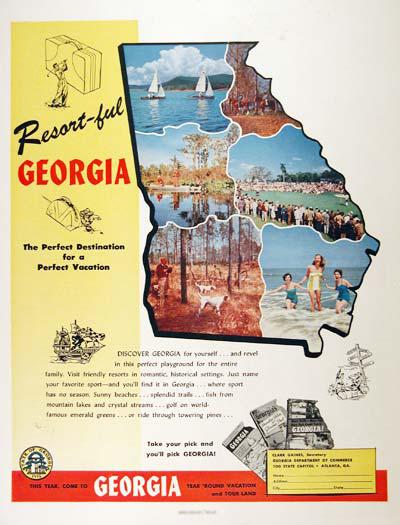 Resort-ful
GEORGIA
The Perfect Destination
for a
Perfect Vacation
DISCOVER GEORGIA for yourself . . . and revel
in this perfect playground for the entire
family. Visit friendly resorts in romantic, historical settings. Just name
your favorite sport—and you'll find it in Georgia . . . where sport
has no season. Sunny beaches . . . splendid trails . . . fish from
mountain lakes and crystal streams . . . golf on world-
famous emerald greens . . . or ride through towering pines . . .
Take your pick and
you'll pick GEORGIA!
GEORGIA
CLARK GAINES, Secretary
GEORGIA DEPARTMENT OF COMMERCE
100 STATE CAPITOL • ATLANTA, GA.
Name
Address
City State
THIS YEAR, COME TO GEORGIA YEAR 'ROUND VACATION
and TOUR LAND